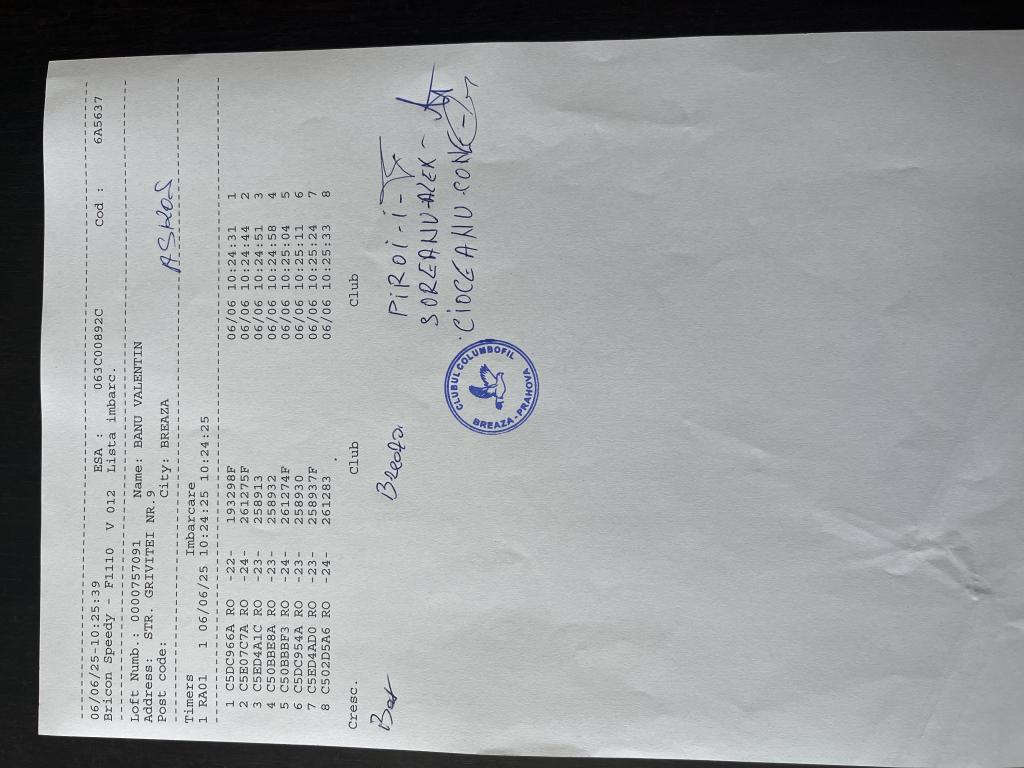 06/06/25-10:25:39 ESA : 063C00892C Cod : 6A5637
Bricon Speedy - F1110 V 012 Lista imbarc.
Loft Numb.: 0000757091 Name: BANU VALENTIN
Address: STR. GRIVITEI NR.9
Post code: City: BREAZA
Timers Imbarcare
1 RA01 1 06/06/25 10:24:25 10:24:25
1 C5DC966A RO -22- 193298F 06/06 10:24:31 1
2 C5E07C7A RO -24- 261275F 06/06 10:24:44 2
3 C5ED4A1C RO -23- 258913 06/06 10:24:51 3
4 C50BBE8A RO -23- 258932 06/06 10:24:58 4
5 C50BBBF3 RO -24- 261274F 06/06 10:25:04 5
6 C5DC954A RO -23- 258930 06/06 10:25:11 6
7 C5ED4AD0 RO -23- 258937F 06/06 10:25:24 7
8 C502D5A6 RO -24- 261283 06/06 10:25:33 8
Cresc. Club Club
Breaza
PIROI - I -
SOREANU ALEX -
CIOCEANU CONE -
CLUBUL COLUMBOFIL
BREAZA - PRAHOVA